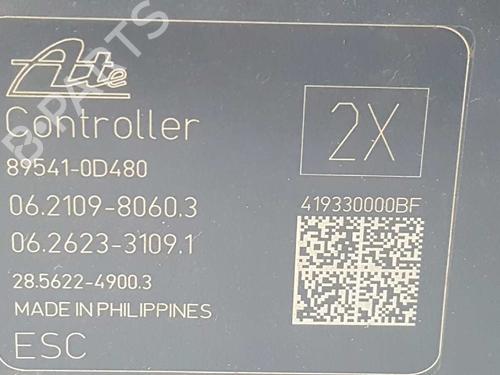 Ate
Controller
2X
89541-0D480
06.2109-8060.3
419330000BF
06.2623-3109.1
28.5622-4900.3
MADE IN PHILIPPINES
ESC
B-PARTS